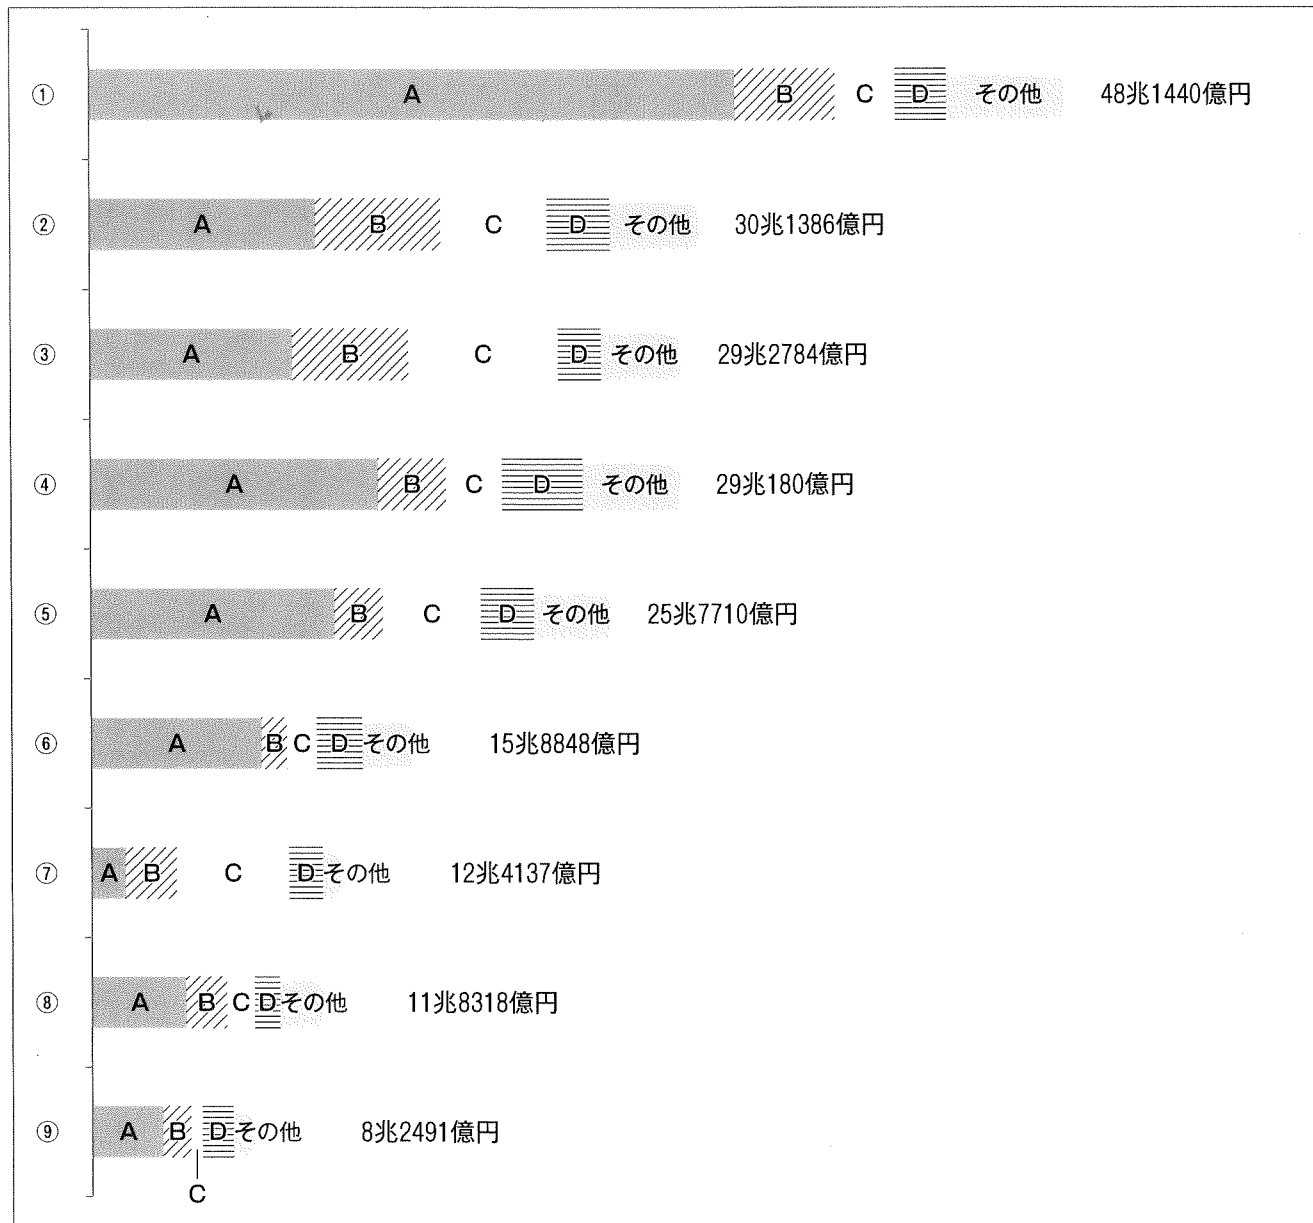 ① A B C D その他 48兆1440億円
② A B C D その他 30兆1386億円
③ A B C D その他 29兆2784億円
④ A B C D その他 29兆180億円
⑤ A B C D その他 25兆7710億円
⑥ A B C D その他 15兆8848億円
⑦ A B C D その他 12兆4137億円
⑧ A B C D その他 11兆8318億円
⑨ A B D その他 8兆2491億円
C